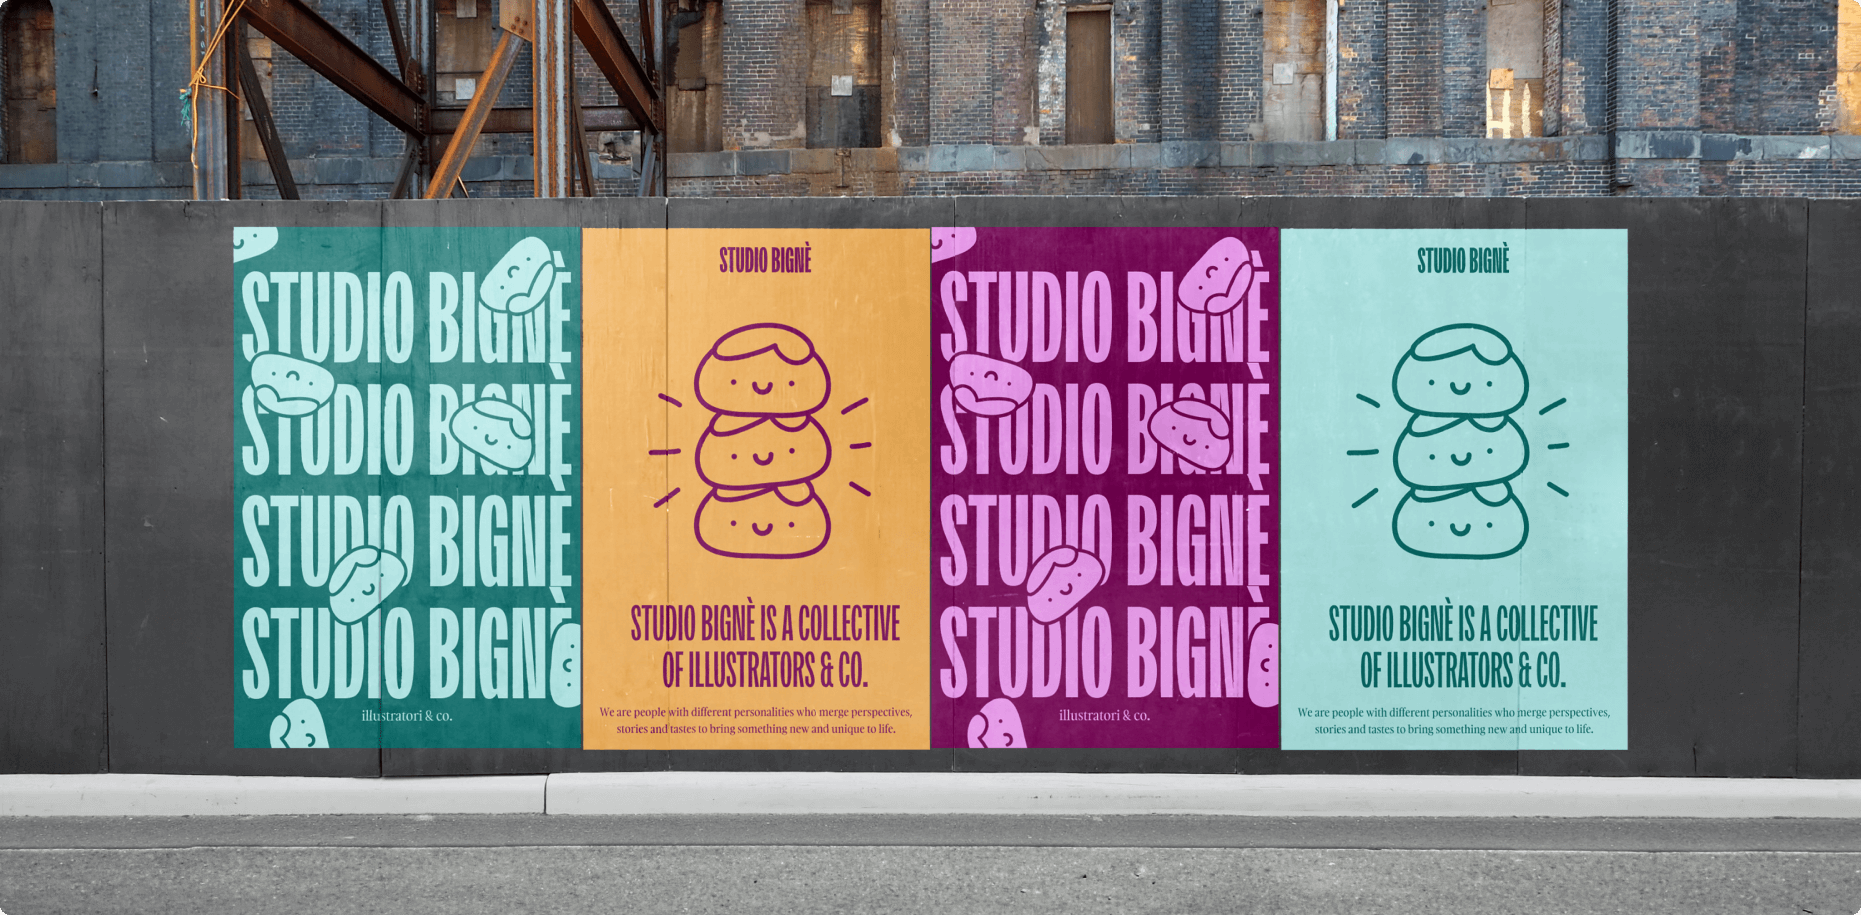 STUDIO BIGNÈ
STUDIO BIGNÈ
STUDIO BIGNÈ
STUDIO BIGNÈ
illustratori & co.
STUDIO BIGNÈ
STUDIO BIGNÈ IS A COLLECTIVE
OF ILLUSTRATORS & CO.
We are people with different personalities who merge perspectives,
stories and tastes to bring something new and unique to life.
STUDIO BIGNÈ
STUDIO BIGNÈ
STUDIO BIGNÈ
STUDIO BIGNÈ
illustratori & co.
STUDIO BIGNÈ
STUDIO BIGNÈ IS A COLLECTIVE
OF ILLUSTRATORS & CO.
We are people with different personalities who merge perspectives,
stories and tastes to bring something new and unique to life.